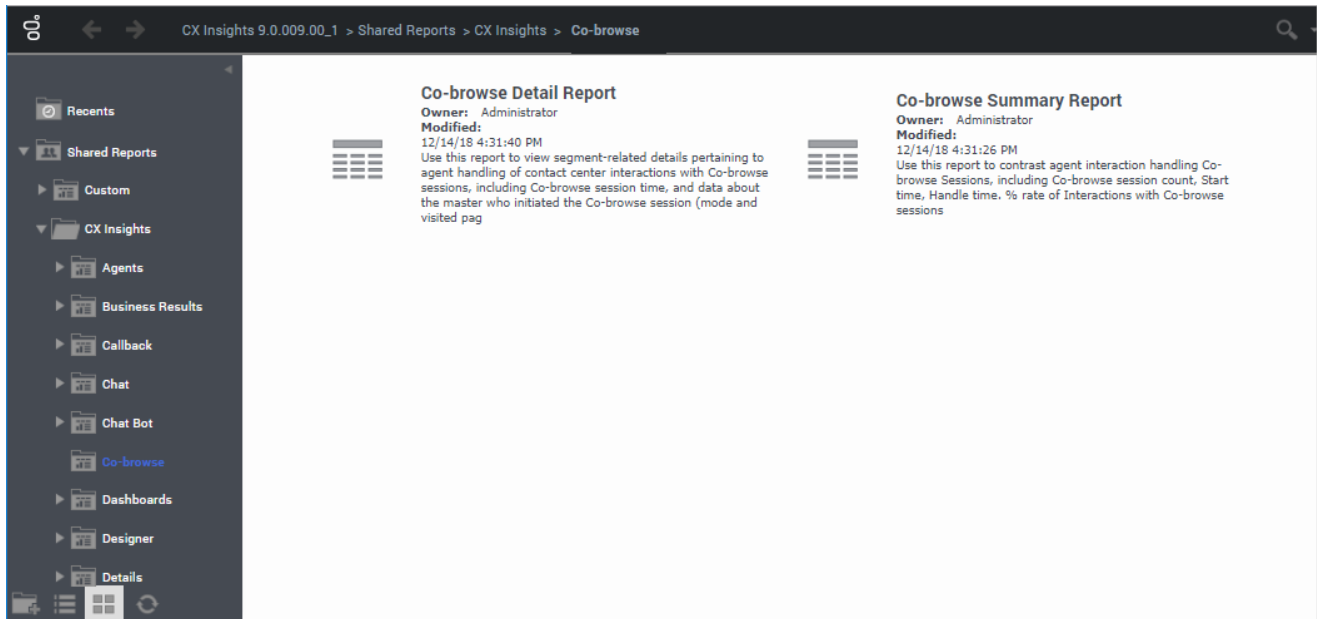 CX Insights 9.0.009.00_1 > Shared Reports > CX Insights > Co-browse
Recents
Shared Reports
Custom
CX Insights
Agents
Business Results
Callback
Chat
Chat Bot
Co-browse
Dashboards
Designer
Details
Co-browse Detail Report
Owner: Administrator
Modified:
12/14/18 4:31:40 PM
Use this report to view segment-related details pertaining to
agent handling of contact center interactions with Co-browse
sessions, including Co-browse session time, and data about
the master who initiated the Co-browse session (mode and
visited pag
Co-browse Summary Report
Owner: Administrator
Modified:
12/14/18 4:31:26 PM
Use this report to contrast agent interaction handling Co-
browse Sessions, including Co-browse session count, Start
time, Handle time. % rate of Interactions with Co-browse
sessions